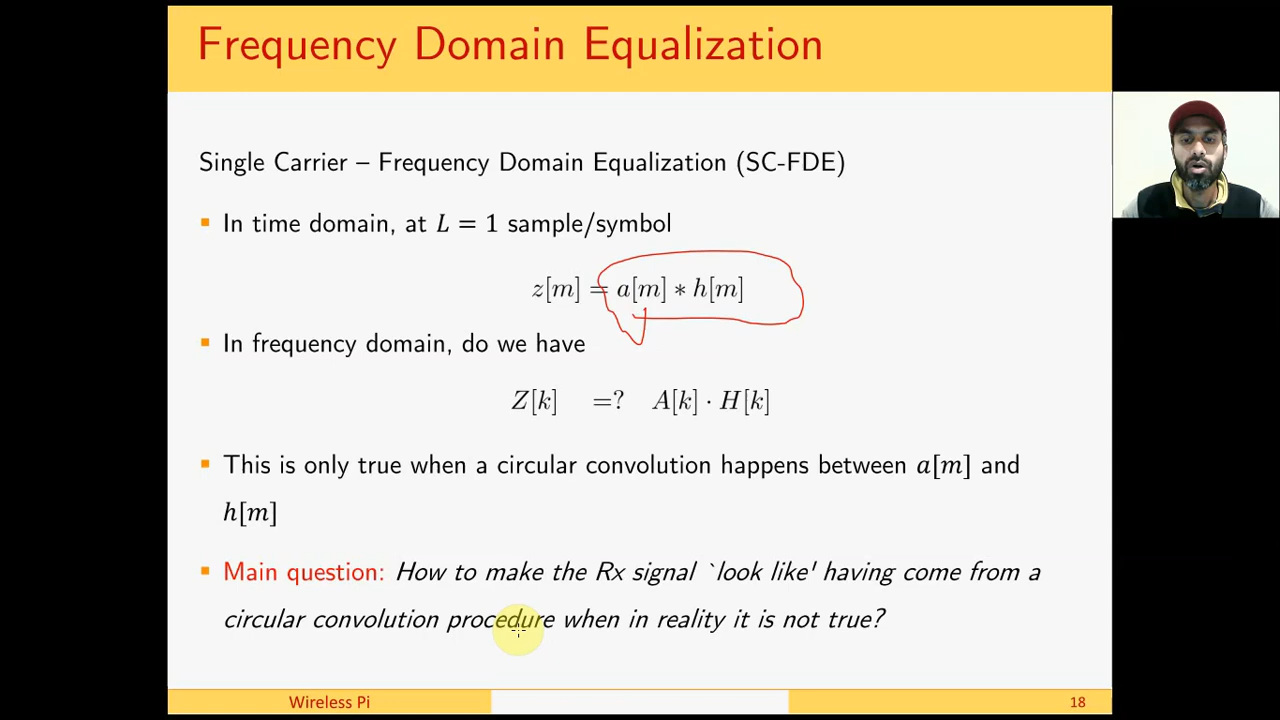 Frequency Domain Equalization
Single Carrier – Frequency Domain Equalization (SC-FDE)
▪ In time domain, at L = 1 sample/symbol
z[m] = a[m] ∗ h[m]
▪ In frequency domain, do we have
Z[k] =? A[k] · H[k]
▪ This is only true when a circular convolution happens between a[m] and
h[m]
▪ Main question: How to make the Rx signal `look like' having come from a
circular convolution procedure when in reality it is not true?
Wireless Pi
18